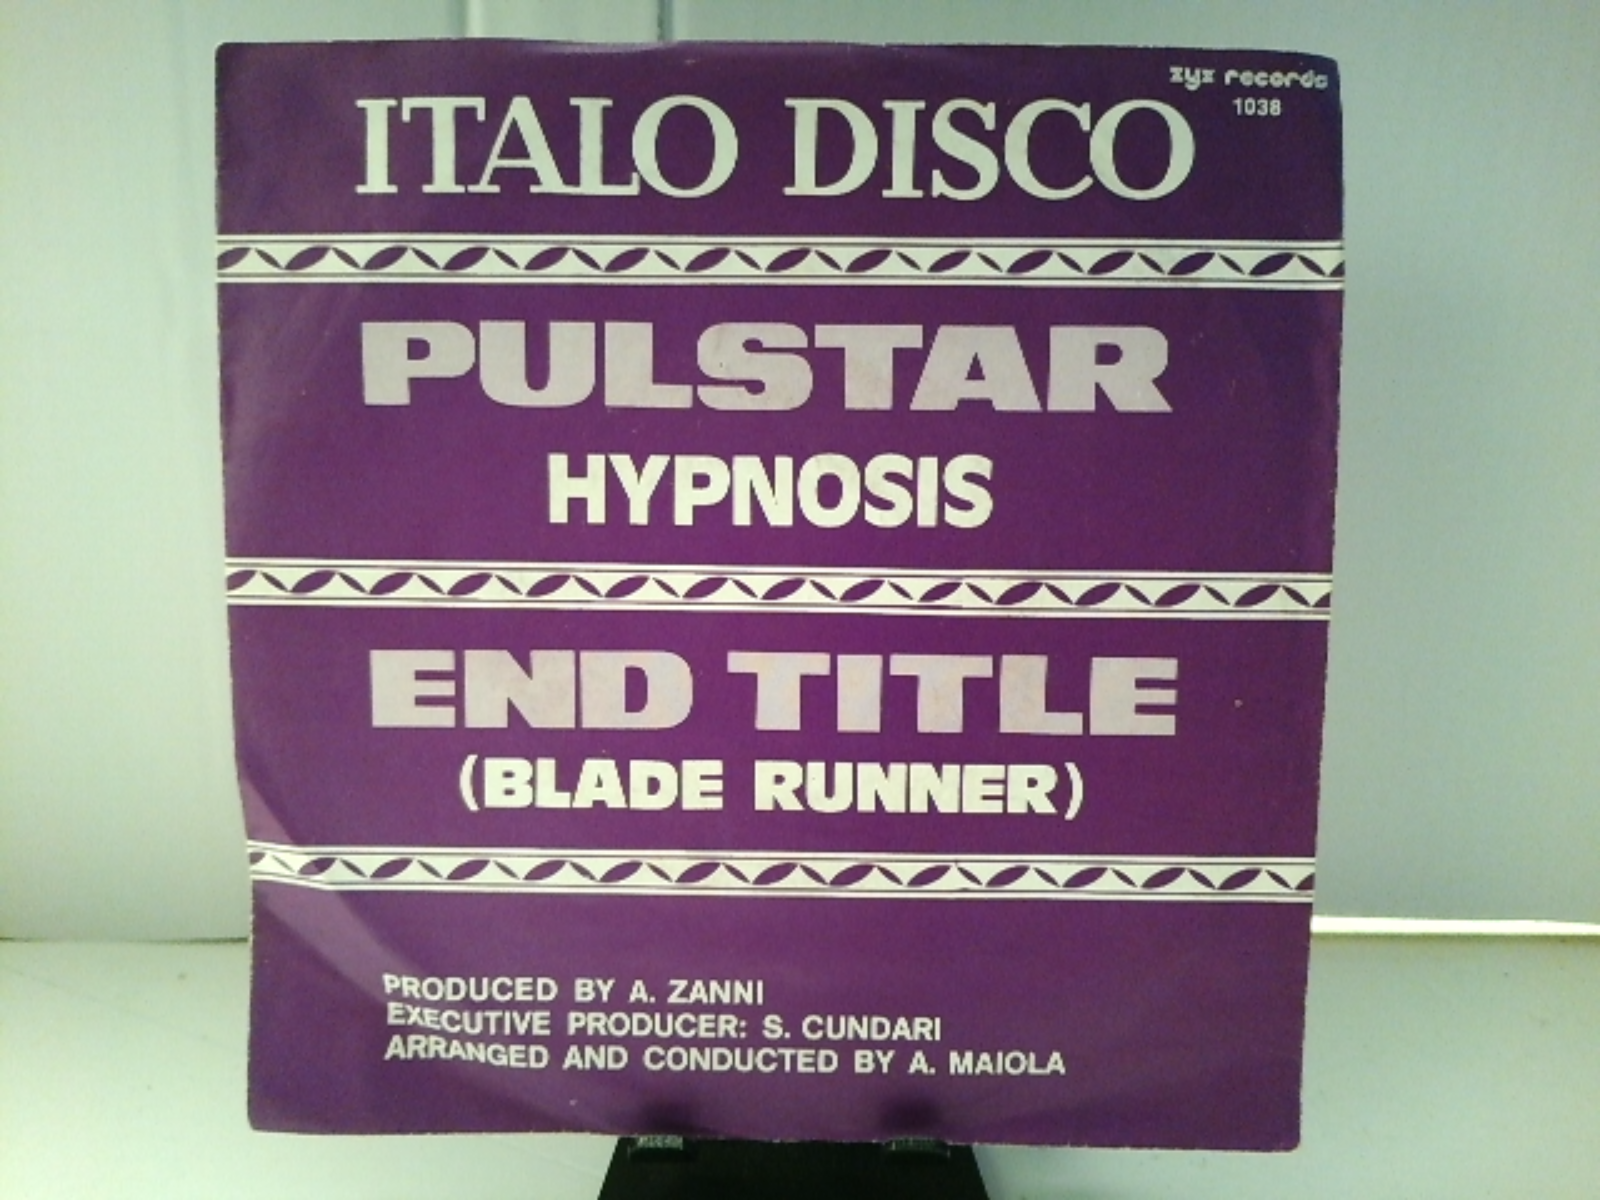 zyx records
1038
ITALO DISCO
PULSTAR
HYPNOSIS
END TITLE
(BLADE RUNNER)
PRODUCED BY A. ZANNI
EXECUTIVE PRODUCER: S. CUNDARI
ARRANGED AND CONDUCTED BY A. MAIOLA